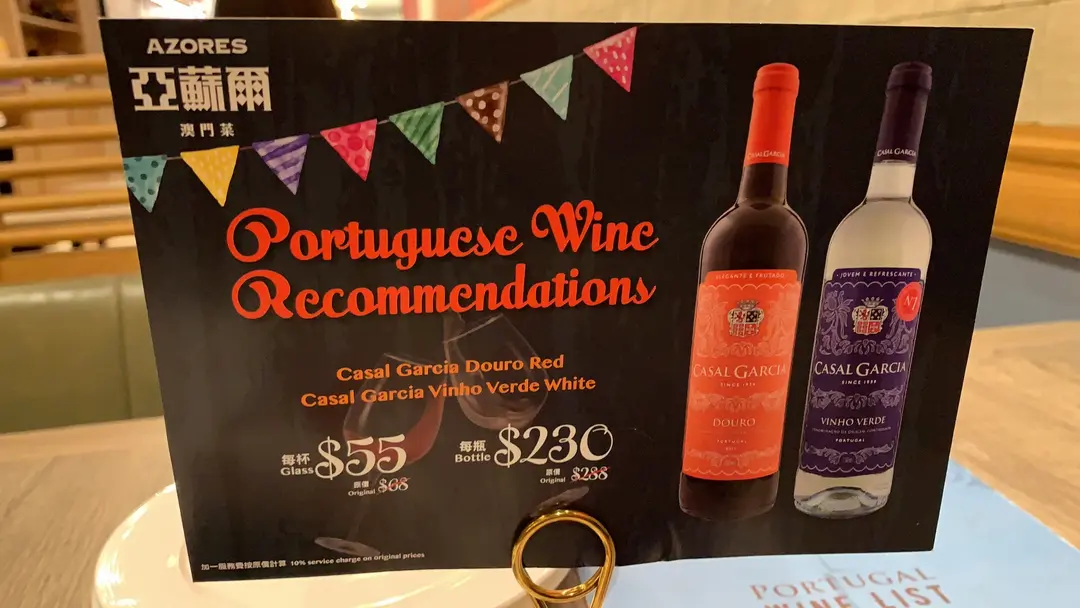 AZORES
亞蘇爾
澳門菜
Portuguese Wine
Recommendations
Casal Garcia Douro Red
Casal Garcia Vinho Verde White
每杯
Glass $55
原價
Original $68
每瓶
Bottle $230
原價
Original $288
加一服務費按原價計算 10% service charge on original prices
CASAL GARCIA
ELEGANTE E FRUTADO
CASAL GARCIA
SINCE 1939
DOURO
PORTUGAL
CASAL GARCIA
JOVEM E REFRESCANTE
Nº1
CASAL GARCIA
SINCE 1939
VINHO VERDE
PORTUGAL
PORTUGAL
WINE LIST